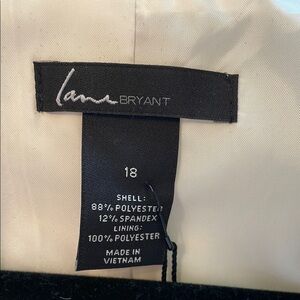 lane BRYANT
18
SHELL:
88% POLYESTER
12% SPANDEX
LINING:
100% POLYESTER
MADE IN
VIETNAM